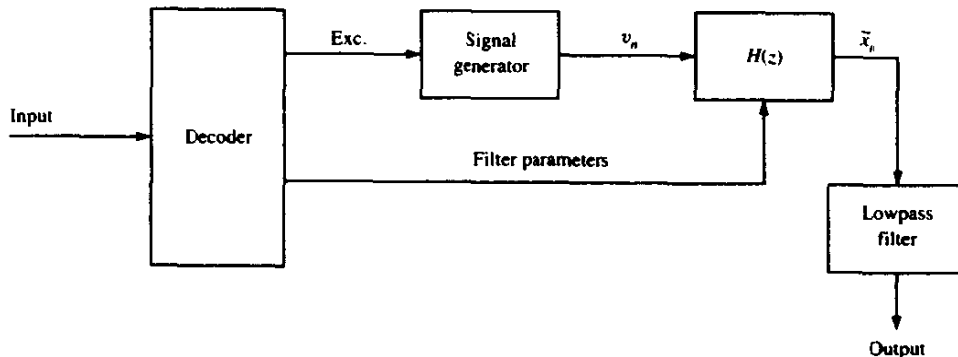 Exc.
Signal
generator
v_n
H(z)
x̃_n
Input
Decoder
Filter parameters
Lowpass
filter
Output